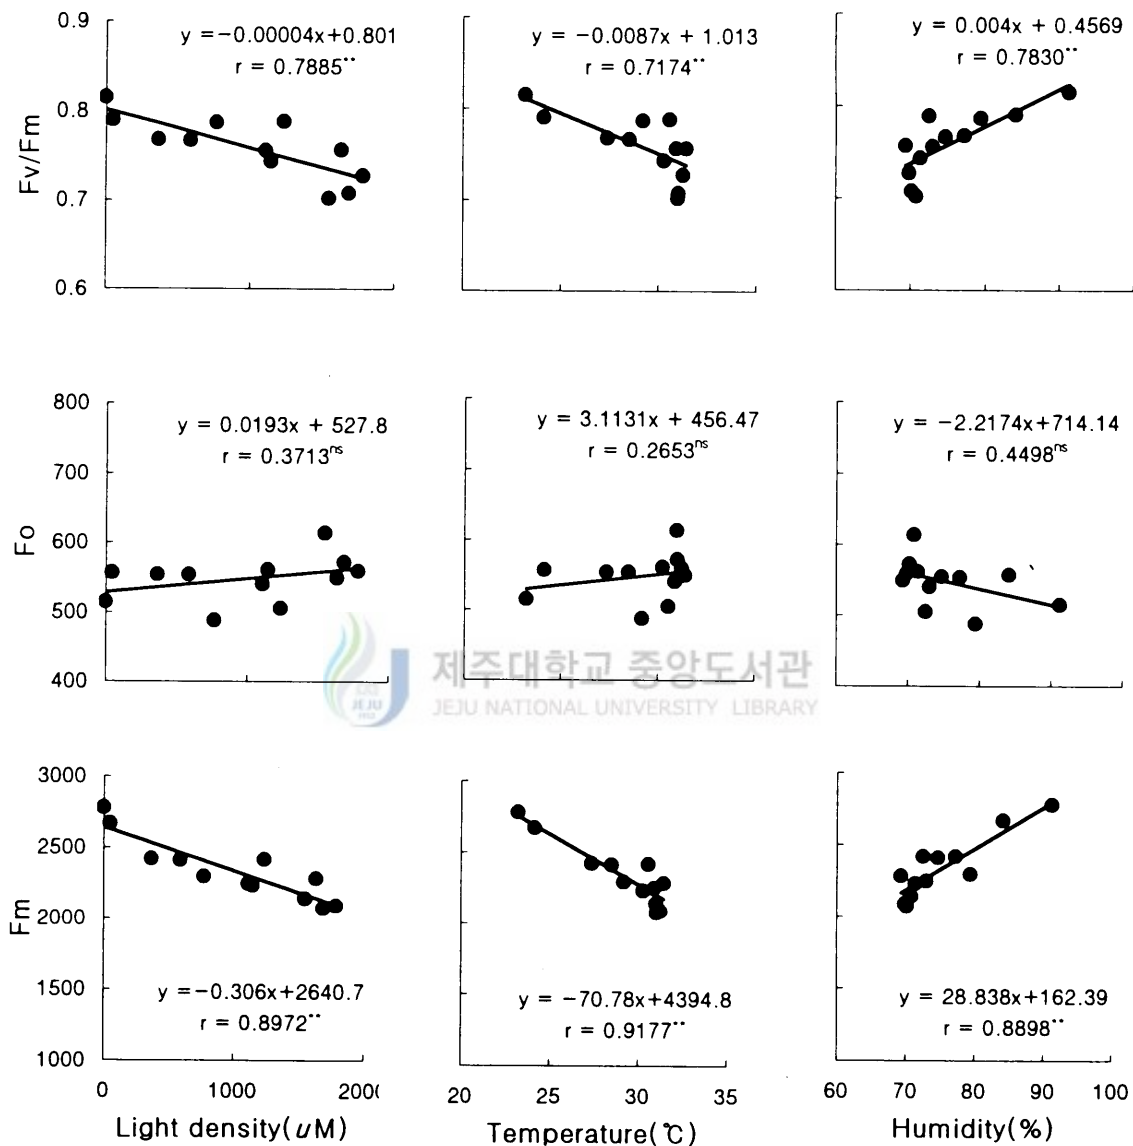 0.9
y =-0.00004x+0.801
r = 0.7885**
y = -0.0087x + 1.013
r = 0.7174**
y = 0.004x + 0.4569
r = 0.7830**
0.8
Fv/Fm
0.7
0.6
800
y = 0.0193x + 527.8
r = 0.3713ns
y = 3.1131x + 456.47
r = 0.2653ns
y = -2.2174x+714.14
r = 0.4498ns
700
600
Fo
500
400
제주대학교 중앙도서관
JEJU NATIONAL UNIVERSITY LIBRARY
JEJU
1952
3000
2500
Fm
2000
1500
y =-0.306x+2640.7
r = 0.8972**
y = -70.78x+4394.8
r = 0.9177**
y = 28.838x+162.39
r = 0.8898**
1000
0 1000 200
20 25 30 35
60 70 80 90 100
Light density(uM)
Temperature(℃)
Humidity(%)